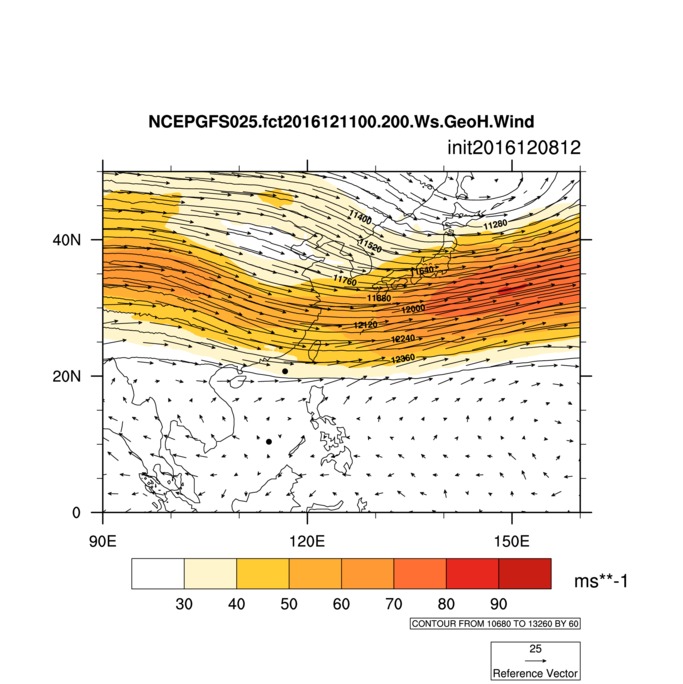 NCEPGFS025.fct2016121100.200.Ws.GeoH.Wind
init2016120812
11400
11280
40N
11520
11640
11760
11880
12000
12120
12240
12360
20N
0
90E 120E 150E
ms**-1
30 40 50 60 70 80 90
CONTOUR FROM 10680 TO 13260 BY 60
25
Reference Vector